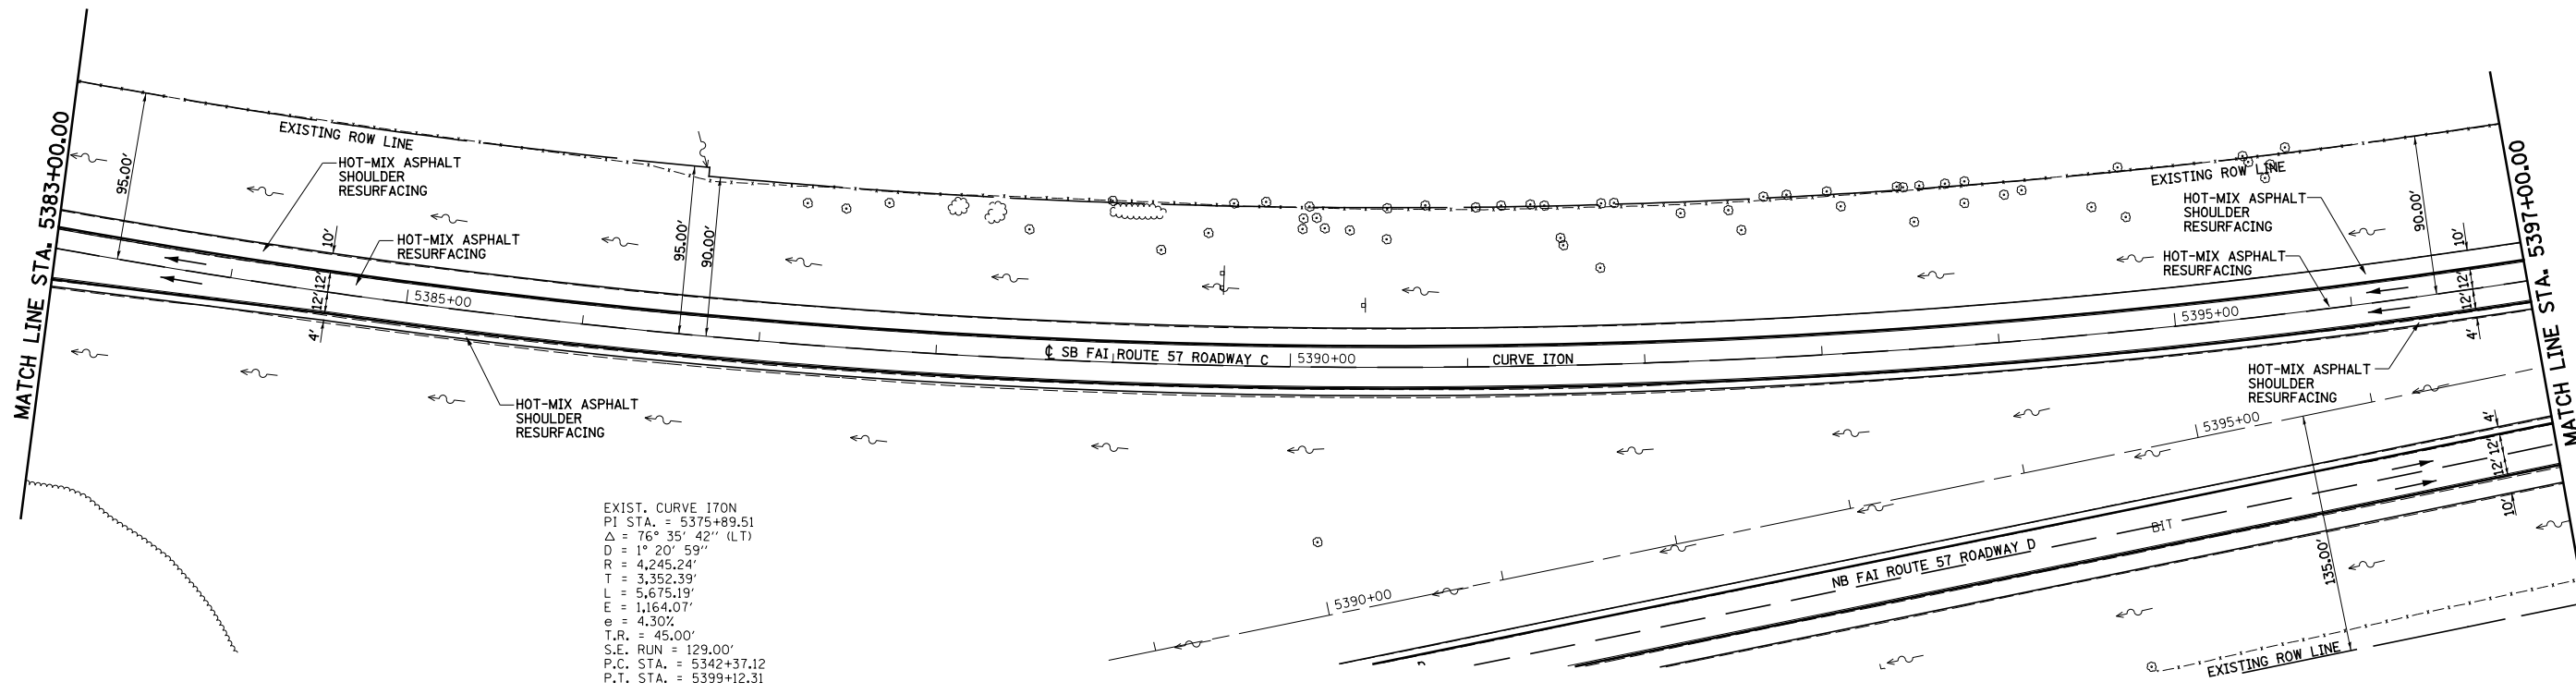 MATCH LINE STA. 5383+00.00
95.00'
EXISTING ROW LINE
HOT-MIX ASPHALT
SHOULDER
RESURFACING
10'
HOT-MIX ASPHALT
RESURFACING
12' 12'
4'
5385+00
HOT-MIX ASPHALT
SHOULDER
RESURFACING
95.00'
90.00'
℄ SB FAI ROUTE 57 ROADWAY C
5390+00
CURVE I70N
EXISTING ROW LINE
HOT-MIX ASPHALT
SHOULDER
RESURFACING
90.00'
10'
HOT-MIX ASPHALT
RESURFACING
12' 12'
5395+00
4'
HOT-MIX ASPHALT
SHOULDER
RESURFACING
MATCH LINE STA. 5397+00.00
5395+00
4'
12' 12'
10'
BIT
NB FAI ROUTE 57 ROADWAY D
135.00'
5390+00
EXISTING ROW LINE
EXIST. CURVE I70N
PI STA. = 5375+89.51
Δ = 76° 35' 42'' (LT)
D = 1° 20' 59''
R = 4,245.24'
T = 3,352.39'
L = 5,675.19'
E = 1,164.07'
e = 4.30%
T.R. = 45.00'
S.E. RUN = 129.00'
P.C. STA. = 5342+37.12
P.T. STA. = 5399+12.31